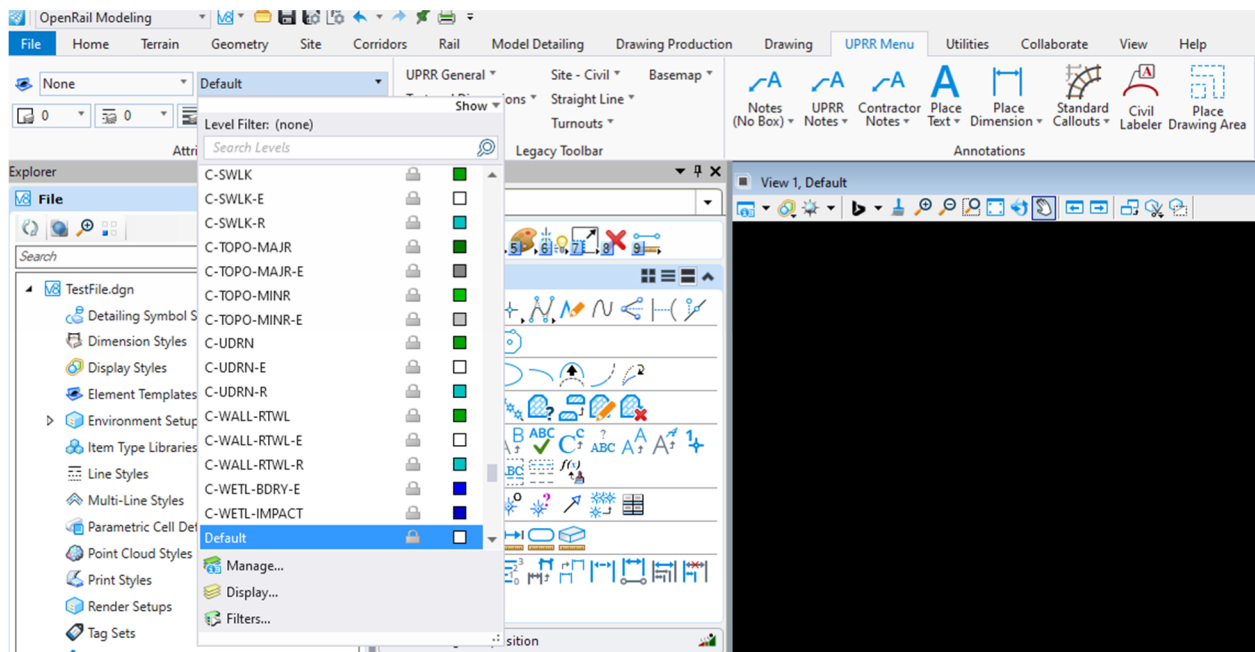 OpenRail Modeling
File Home Terrain Geometry Site Corridors Rail Model Detailing Drawing Production Drawing UPRR Menu Utilities Collaborate View Help
None
Default
UPRR General
Site - Civil
Basemap
Straight Line
Turnouts
0
0
Legacy Toolbar
Notes (No Box)
UPRR Notes
Contractor Notes
Place Text
Place Dimension
Standard Callouts
Civil Labeler
Place Drawing Area
Annotations
Show
Level Filter: (none)
Search Levels
C-SWLK
C-SWLK-E
C-SWLK-R
C-TOPO-MAJR
C-TOPO-MAJR-E
C-TOPO-MINR
C-TOPO-MINR-E
C-UDRN
C-UDRN-E
C-UDRN-R
C-WALL-RTWL
C-WALL-RTWL-E
C-WALL-RTWL-R
C-WETL-BDRY-E
C-WETL-IMPACT
Default
Manage...
Display...
Filters...
Explorer
File
Search
TestFile.dgn
Detailing Symbol S
Dimension Styles
Display Styles
Element Templates
Environment Setup
Item Type Libraries
Line Styles
Multi-Line Styles
Parametric Cell Def
Point Cloud Styles
Print Styles
Render Setups
Tag Sets
View 1, Default